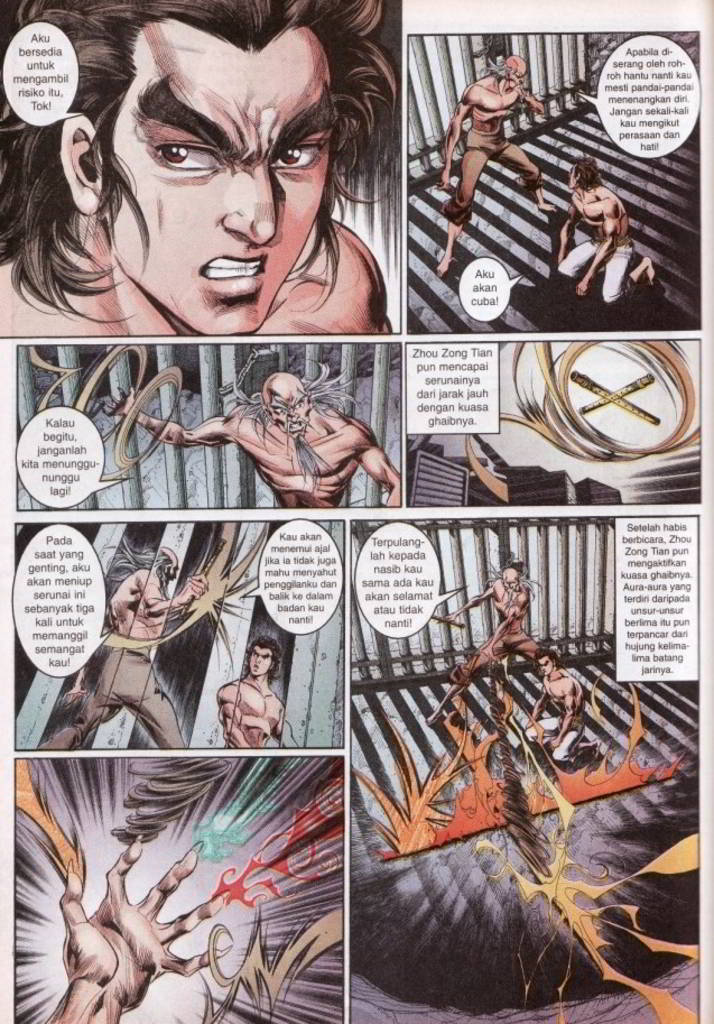 Aku
bersedia
untuk
mengambil
risiko itu,
Tok!
Apabila di-
serang oleh roh-
roh hantu nanti kau
mesti pandai-pandai
menenangkan diri.
Jangan sekali-kali
kau mengikut
perasaan dan
hati!
Aku
akan
cuba!
Kalau
begitu,
janganlah
kita menunggu-
nunggu
lagi!
Zhou Zong Tian
pun mencapai
serunainya
dari jarak jauh
dengan kuasa
ghaibnya.
Pada
saat yang
genting, aku
akan meniup
serunai ini
sebanyak tiga
kali untuk
memanggil
semangat
kau!
Kau akan
menemui ajal
jika ia tidak juga
mahu menyahut
penggilanku dan
balik ke dalam
badan kau
nanti!
Terpulang-
lah kepada
nasib kau
sama ada kau
akan selamat
atau tidak
nanti!
Setelah habis
berbicara, Zhou
Zong Tian pun
mengaktifkan
kuasa ghaibnya.
Aura-aura yang
terdiri daripada
unsur-unsur
lima elemen
itu pun
terpancar dari
hujung kelima-
lima batang
jarinya.